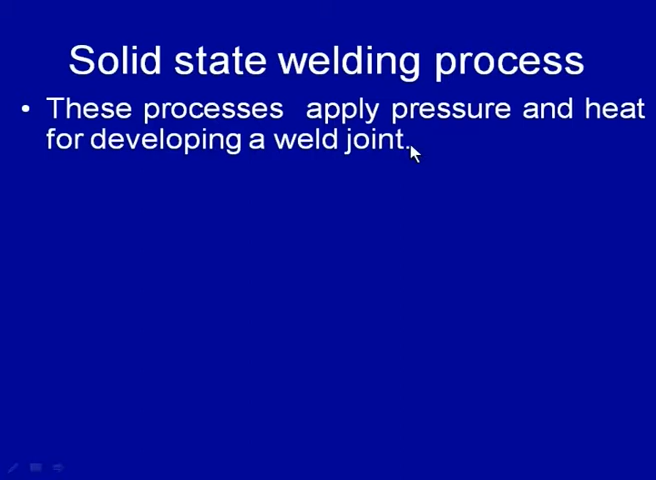 Solid state welding process
• These processes apply pressure and heat
for developing a weld joint.